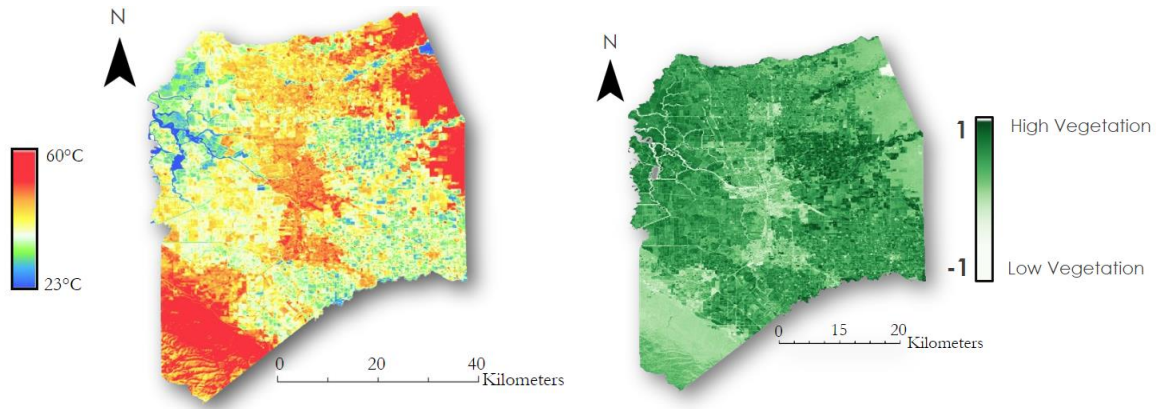 N
60°C
23°C
0 20 40
Kilometers
N
1 High Vegetation
-1 Low Vegetation
0 15 20
Kilometers